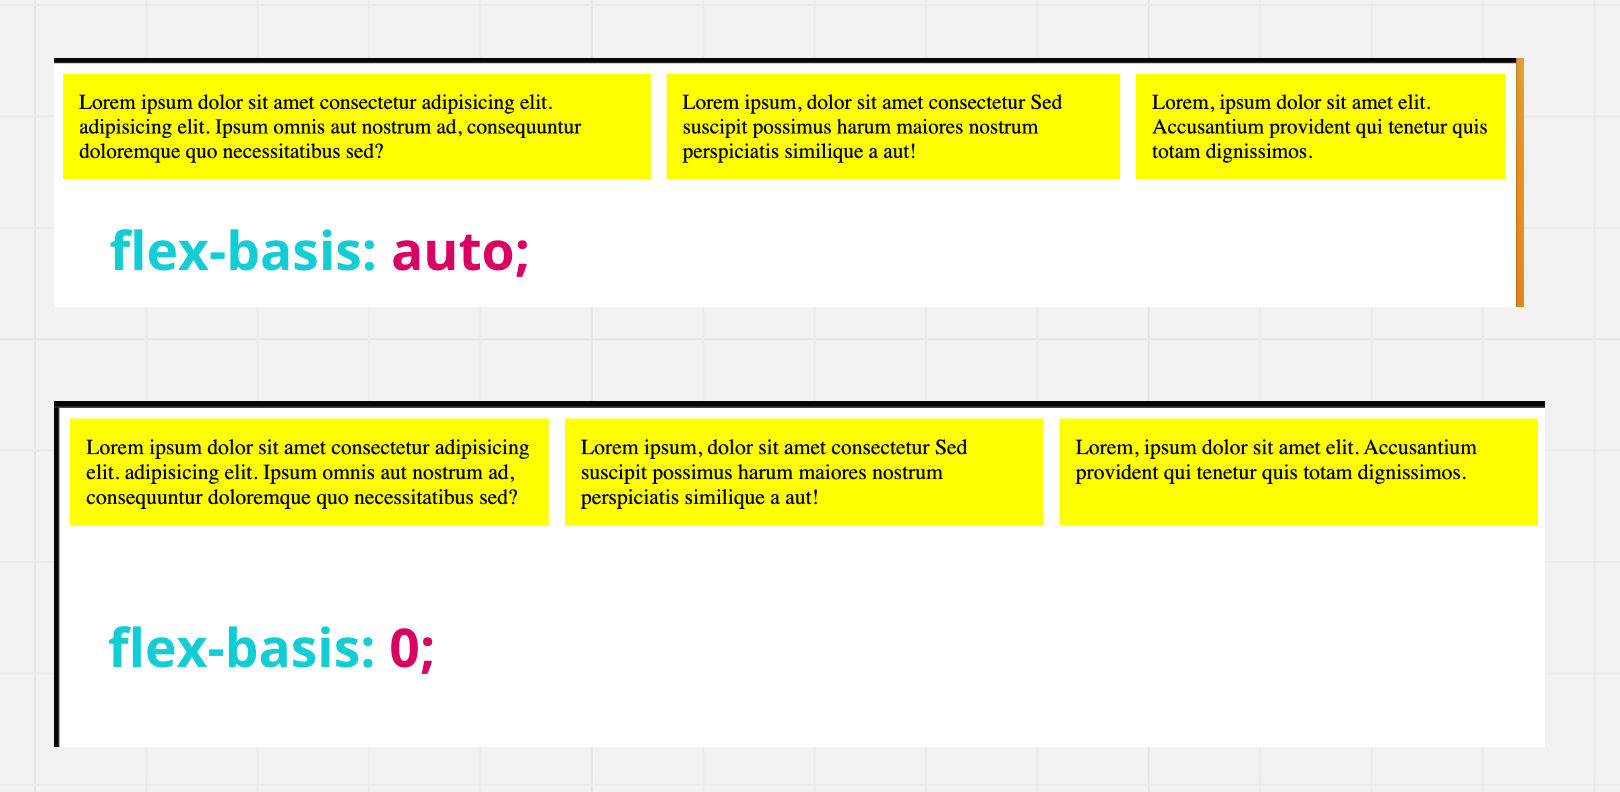 Lorem ipsum dolor sit amet consectetur adipisicing elit.
adipisicing elit. Ipsum omnis aut nostrum ad, consequuntur
doloremque quo necessitatibus sed?
Lorem ipsum, dolor sit amet consectetur Sed
suscipit possimus harum maiores nostrum
perspiciatis similique a aut!
Lorem, ipsum dolor sit amet elit.
Accusantium provident qui tenetur quis
totam dignissimos.
flex-basis: auto;
Lorem ipsum dolor sit amet consectetur adipisicing
elit. adipisicing elit. Ipsum omnis aut nostrum ad,
consequuntur doloremque quo necessitatibus sed?
Lorem ipsum, dolor sit amet consectetur Sed
suscipit possimus harum maiores nostrum
perspiciatis similique a aut!
Lorem, ipsum dolor sit amet elit. Accusantium
provident qui tenetur quis totam dignissimos.
flex-basis: 0;